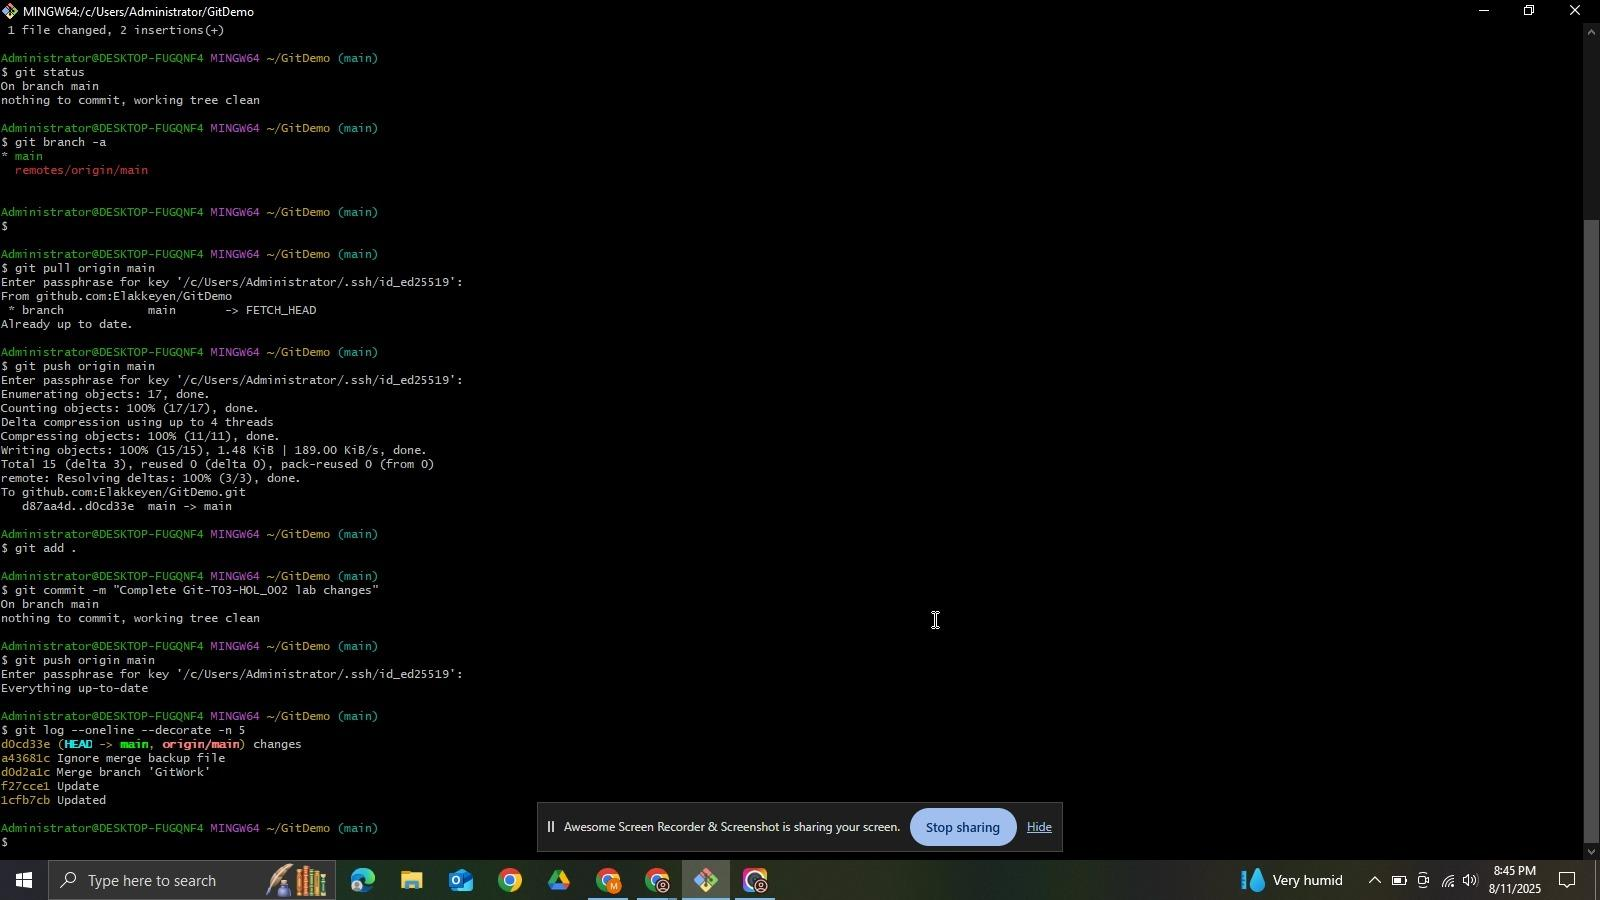 MINGW64:/c/Users/Administrator/GitDemo
1 file changed, 2 insertions(+)
Administrator@DESKTOP-FUGQNF4 MINGW64 ~/GitDemo (main)
$ git status
On branch main
nothing to commit, working tree clean
Administrator@DESKTOP-FUGQNF4 MINGW64 ~/GitDemo (main)
$ git branch -a
* main
remotes/origin/main
Administrator@DESKTOP-FUGQNF4 MINGW64 ~/GitDemo (main)
$
Administrator@DESKTOP-FUGQNF4 MINGW64 ~/GitDemo (main)
$ git pull origin main
Enter passphrase for key '/c/Users/Administrator/.ssh/id_ed25519':
From github.com:Elakkeyen/GitDemo
* branch            main       -> FETCH_HEAD
Already up to date.
Administrator@DESKTOP-FUGQNF4 MINGW64 ~/GitDemo (main)
$ git push origin main
Enter passphrase for key '/c/Users/Administrator/.ssh/id_ed25519':
Enumerating objects: 17, done.
Counting objects: 100% (17/17), done.
Delta compression using up to 4 threads
Compressing objects: 100% (11/11), done.
Writing objects: 100% (15/15), 1.48 KiB | 189.00 KiB/s, done.
Total 15 (delta 3), reused 0 (delta 0), pack-reused 0 (from 0)
remote: Resolving deltas: 100% (3/3), done.
To github.com:Elakkeyen/GitDemo.git
d87aa4d..d0cd33e  main -> main
Administrator@DESKTOP-FUGQNF4 MINGW64 ~/GitDemo (main)
$ git add .
Administrator@DESKTOP-FUGQNF4 MINGW64 ~/GitDemo (main)
$ git commit -m "Complete Git-T03-HOL_002 lab changes"
On branch main
nothing to commit, working tree clean
Administrator@DESKTOP-FUGQNF4 MINGW64 ~/GitDemo (main)
$ git push origin main
Enter passphrase for key '/c/Users/Administrator/.ssh/id_ed25519':
Everything up-to-date
Administrator@DESKTOP-FUGQNF4 MINGW64 ~/GitDemo (main)
$ git log --oneline --decorate -n 5
d0cd33e (HEAD -> main, origin/main) changes
a43681c Ignore merge backup file
d0d2a1c Merge branch 'GitWork'
f27cce1 Update
1cfb7cb Updated
Administrator@DESKTOP-FUGQNF4 MINGW64 ~/GitDemo (main)
$
Awesome Screen Recorder & Screenshot is sharing your screen.
Stop sharing
Hide
Type here to search
M
Very humid
8:45 PM
8/11/2025